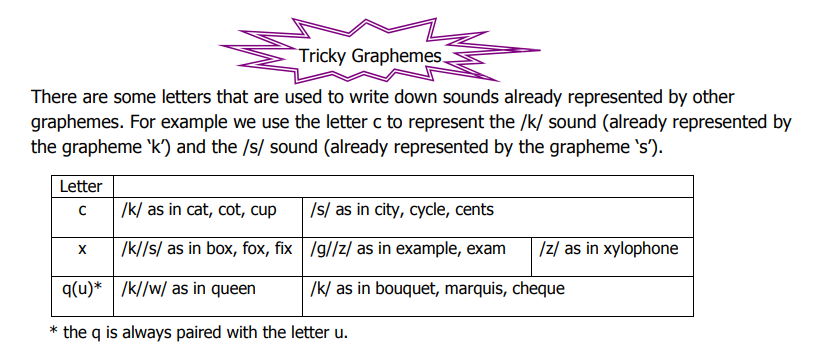 Tricky Graphemes
There are some letters that are used to write down sounds already represented by other
graphemes. For example we use the letter c to represent the /k/ sound (already represented by
the grapheme ‘k’) and the /s/ sound (already represented by the grapheme ‘s’).
Letter
c /k/ as in cat, cot, cup /s/ as in city, cycle, cents
x /k//s/ as in box, fox, fix /g//z/ as in example, exam /z/ as in xylophone
q(u)* /k//w/ as in queen /k/ as in bouquet, marquis, cheque
* the q is always paired with the letter u.